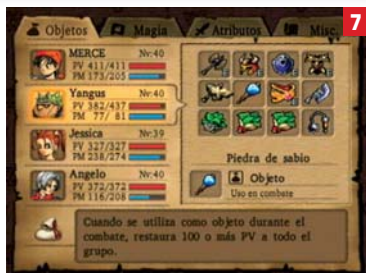 7
Objetos Magia Atributos Misc.
MERCE Nv:40
PV 411/411
PM 173/205
Yangus Nv:40
PV 382/437
PM 77/ 81
Jessica Nv:39
PV 327/327
PM 238/274
Angelo Nv:40
PV 372/372
PM 116/208
Piedra de sabio
Objeto
Uso en combate
Cuando se utiliza como objeto durante el
combate, restaura 100 o más PV a todo el
grupo.